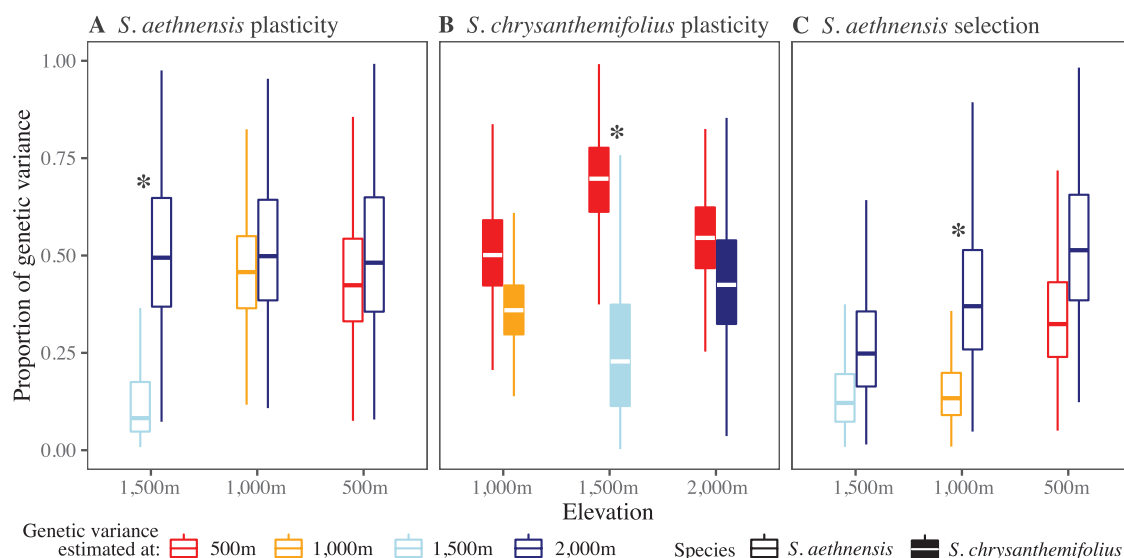 A S. aethnensis plasticity
B S. chrysanthemifolius plasticity
C S. aethnensis selection
Proportion of genetic variance
1.00
0.75
0.50
0.25
0.00
*
*
*
1,500m 1,000m 500m
1,000m 1,500m 2,000m
1,500m 1,000m 500m
Elevation
Genetic variance
estimated at: 500m 1,000m 1,500m 2,000m
Species S. aethnensis S. chrysanthemifolius